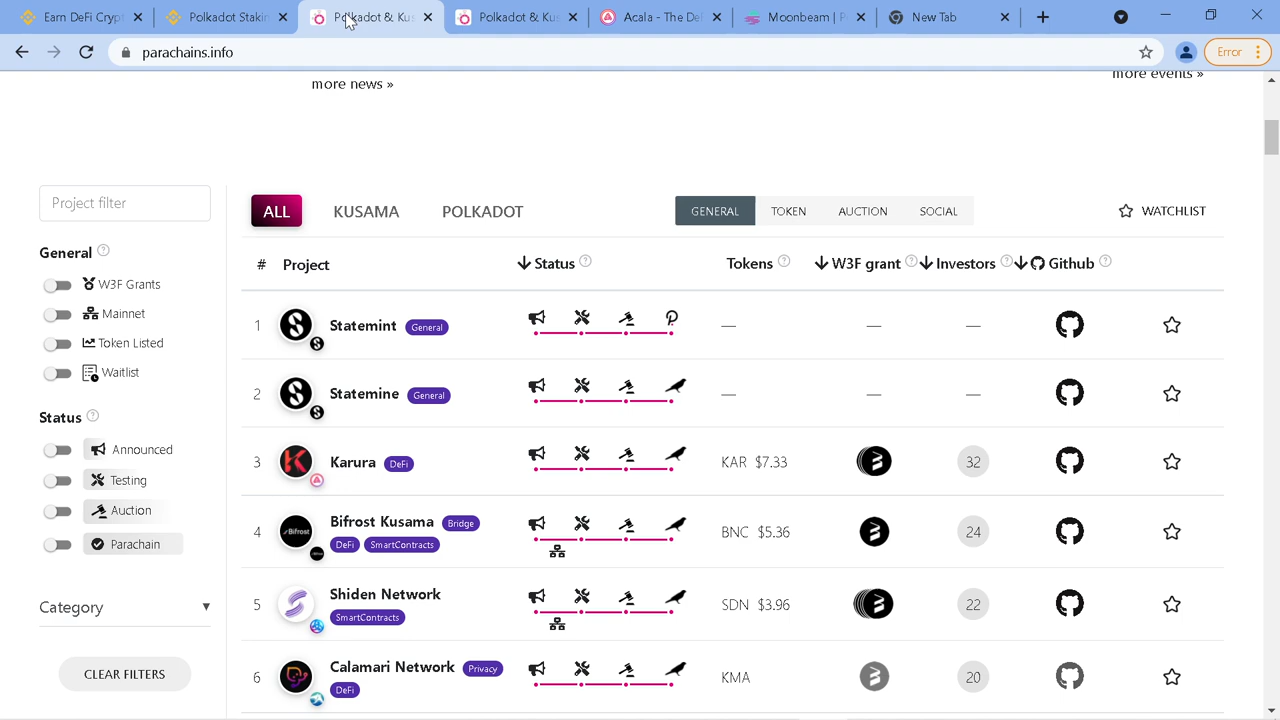 Earn DeFi Crypt
Polkadot Stakin
Polkadot & Kus
Polkadot & Kus
Acala - The Def
Moonbeam | P
New Tab
parachains.info
Error
more news »
more events »
Project filter
ALL
KUSAMA
POLKADOT
GENERAL
TOKEN
AUCTION
SOCIAL
WATCHLIST
General
W3F Grants
Mainnet
Token Listed
Waitlist
Status
Announced
Testing
Auction
Parachain
Category
CLEAR FILTERS
# Project Status Tokens W3F grant Investors Github
1 Statemint General — — —
2 Statemine General — — —
3 Karura DeFi KAR $7.33 32
4 Bifrost Kusama Bridge BNC $5.36 24
DeFi SmartContracts
5 Shiden Network SDN $3.96 22
SmartContracts
6 Calamari Network Privacy KMA 20
DeFi